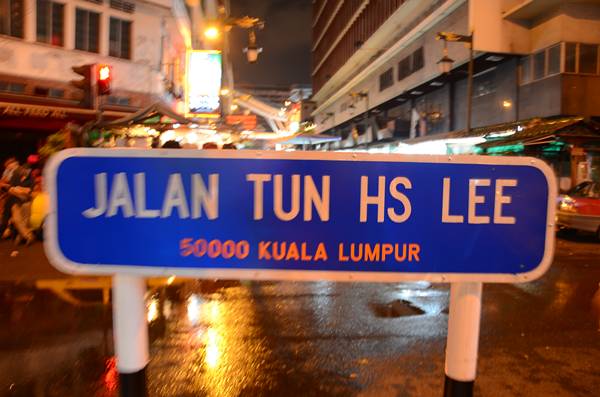 JALAN TUN HS LEE
50000 KUALA LUMPUR